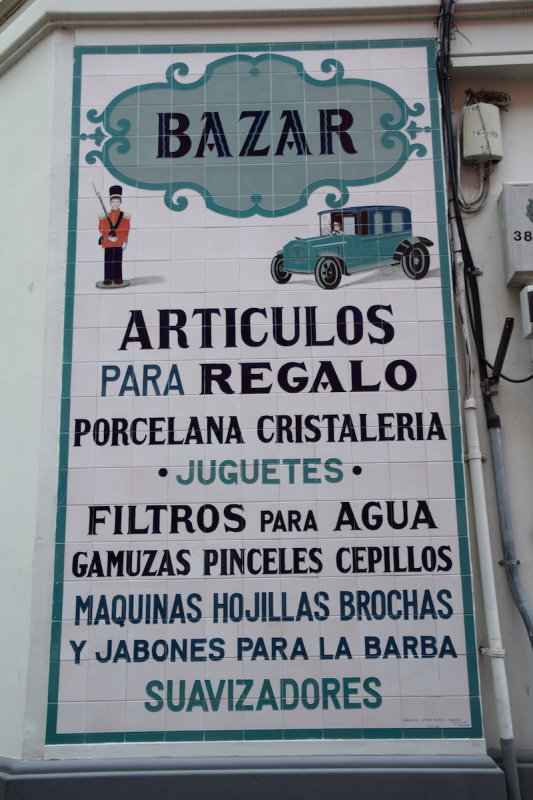 BAZAR
ARTICULOS
PARA REGALO
PORCELANA CRISTALERIA
• JUGUETES •
FILTROS PARA AGUA
GAMUZAS PINCELES CEPILLOS
MAQUINAS HOJILLAS BROCHAS
Y JABONES PARA LA BARBA
SUAVIZADORES
38